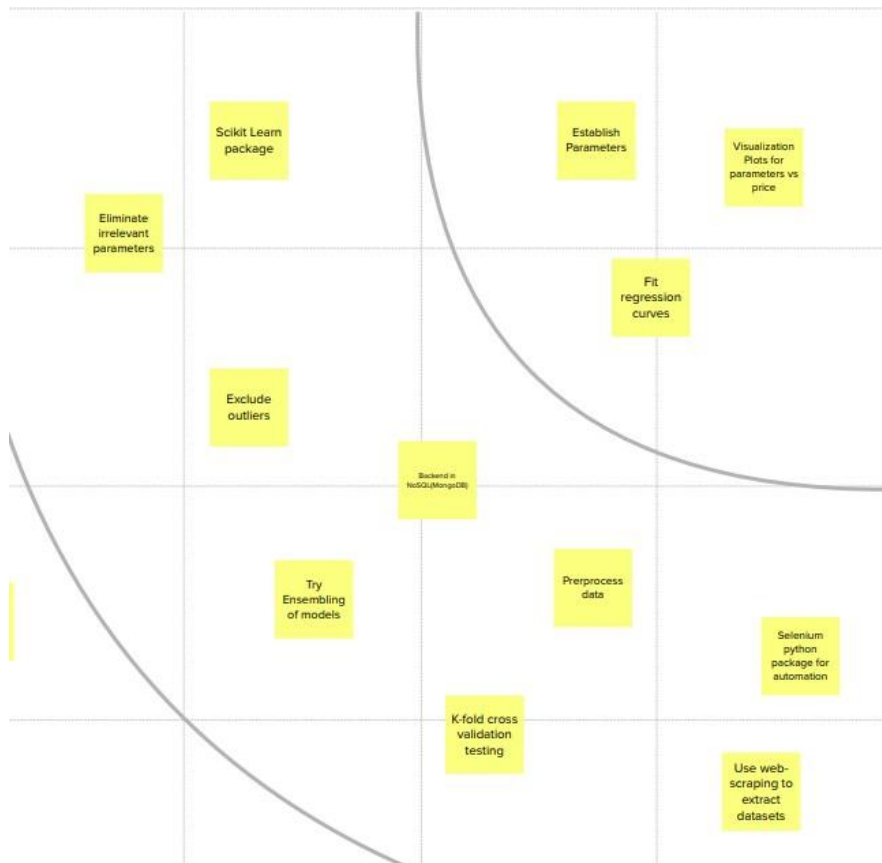 Scikit Learn
package
Establish
Parameters
Visualization
Plots for
parameters vs
price
Eliminate
irrelevant
parameters
Fit
regression
curves
Exclude
outliers
Backend in
NoSQL(MongoDB)
Try
Ensembling
of models
Prerprocess
data
Selenium
python
package for
automation
K-fold cross
validation
testing
Use web-
scraping to
extract
datasets